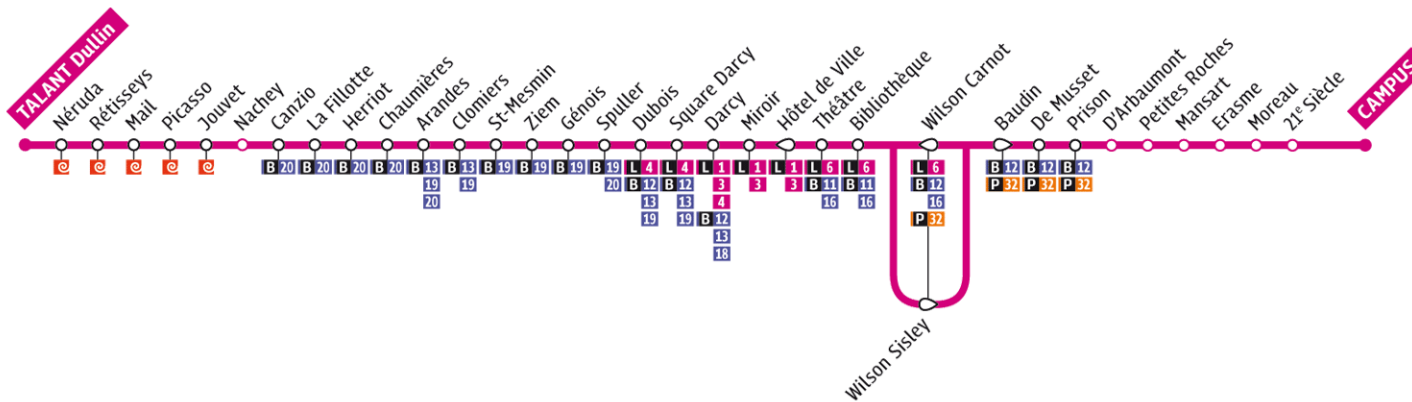 TALANT Dullin
Néruda
Rétisseys
Mail
Picasso
Jouvet
Nachey
Canzio
La Fillotte
Herriot
Chaumières
Arandes
Clomiers
St-Mesmin
Ziem
Génois
Spuller
Dubois
Square Darcy
Darcy
Miroir
Hôtel de Ville
Théâtre
Bibliothèque
Wilson Carnot
Baudin
De Musset
Prison
D'Arbaumont
Petites Roches
Mansart
Erasme
Moreau
21e Siècle
CAMPUS
B 20
B 20
B 20
B 20
B 13
19
20
B 13
19
B 19
B 19
B 19
B 19
20
L 4
B 12
13
19
L 4
B 12
13
19
L 1
3
4
B 12
13
18
L 1
3
L 1
3
L 6
B 11
16
L 6
B 11
16
L 6
B 12
16
P 32
B 12
P 32
B 12
P 32
B 12
P 32
Wilson Sisley